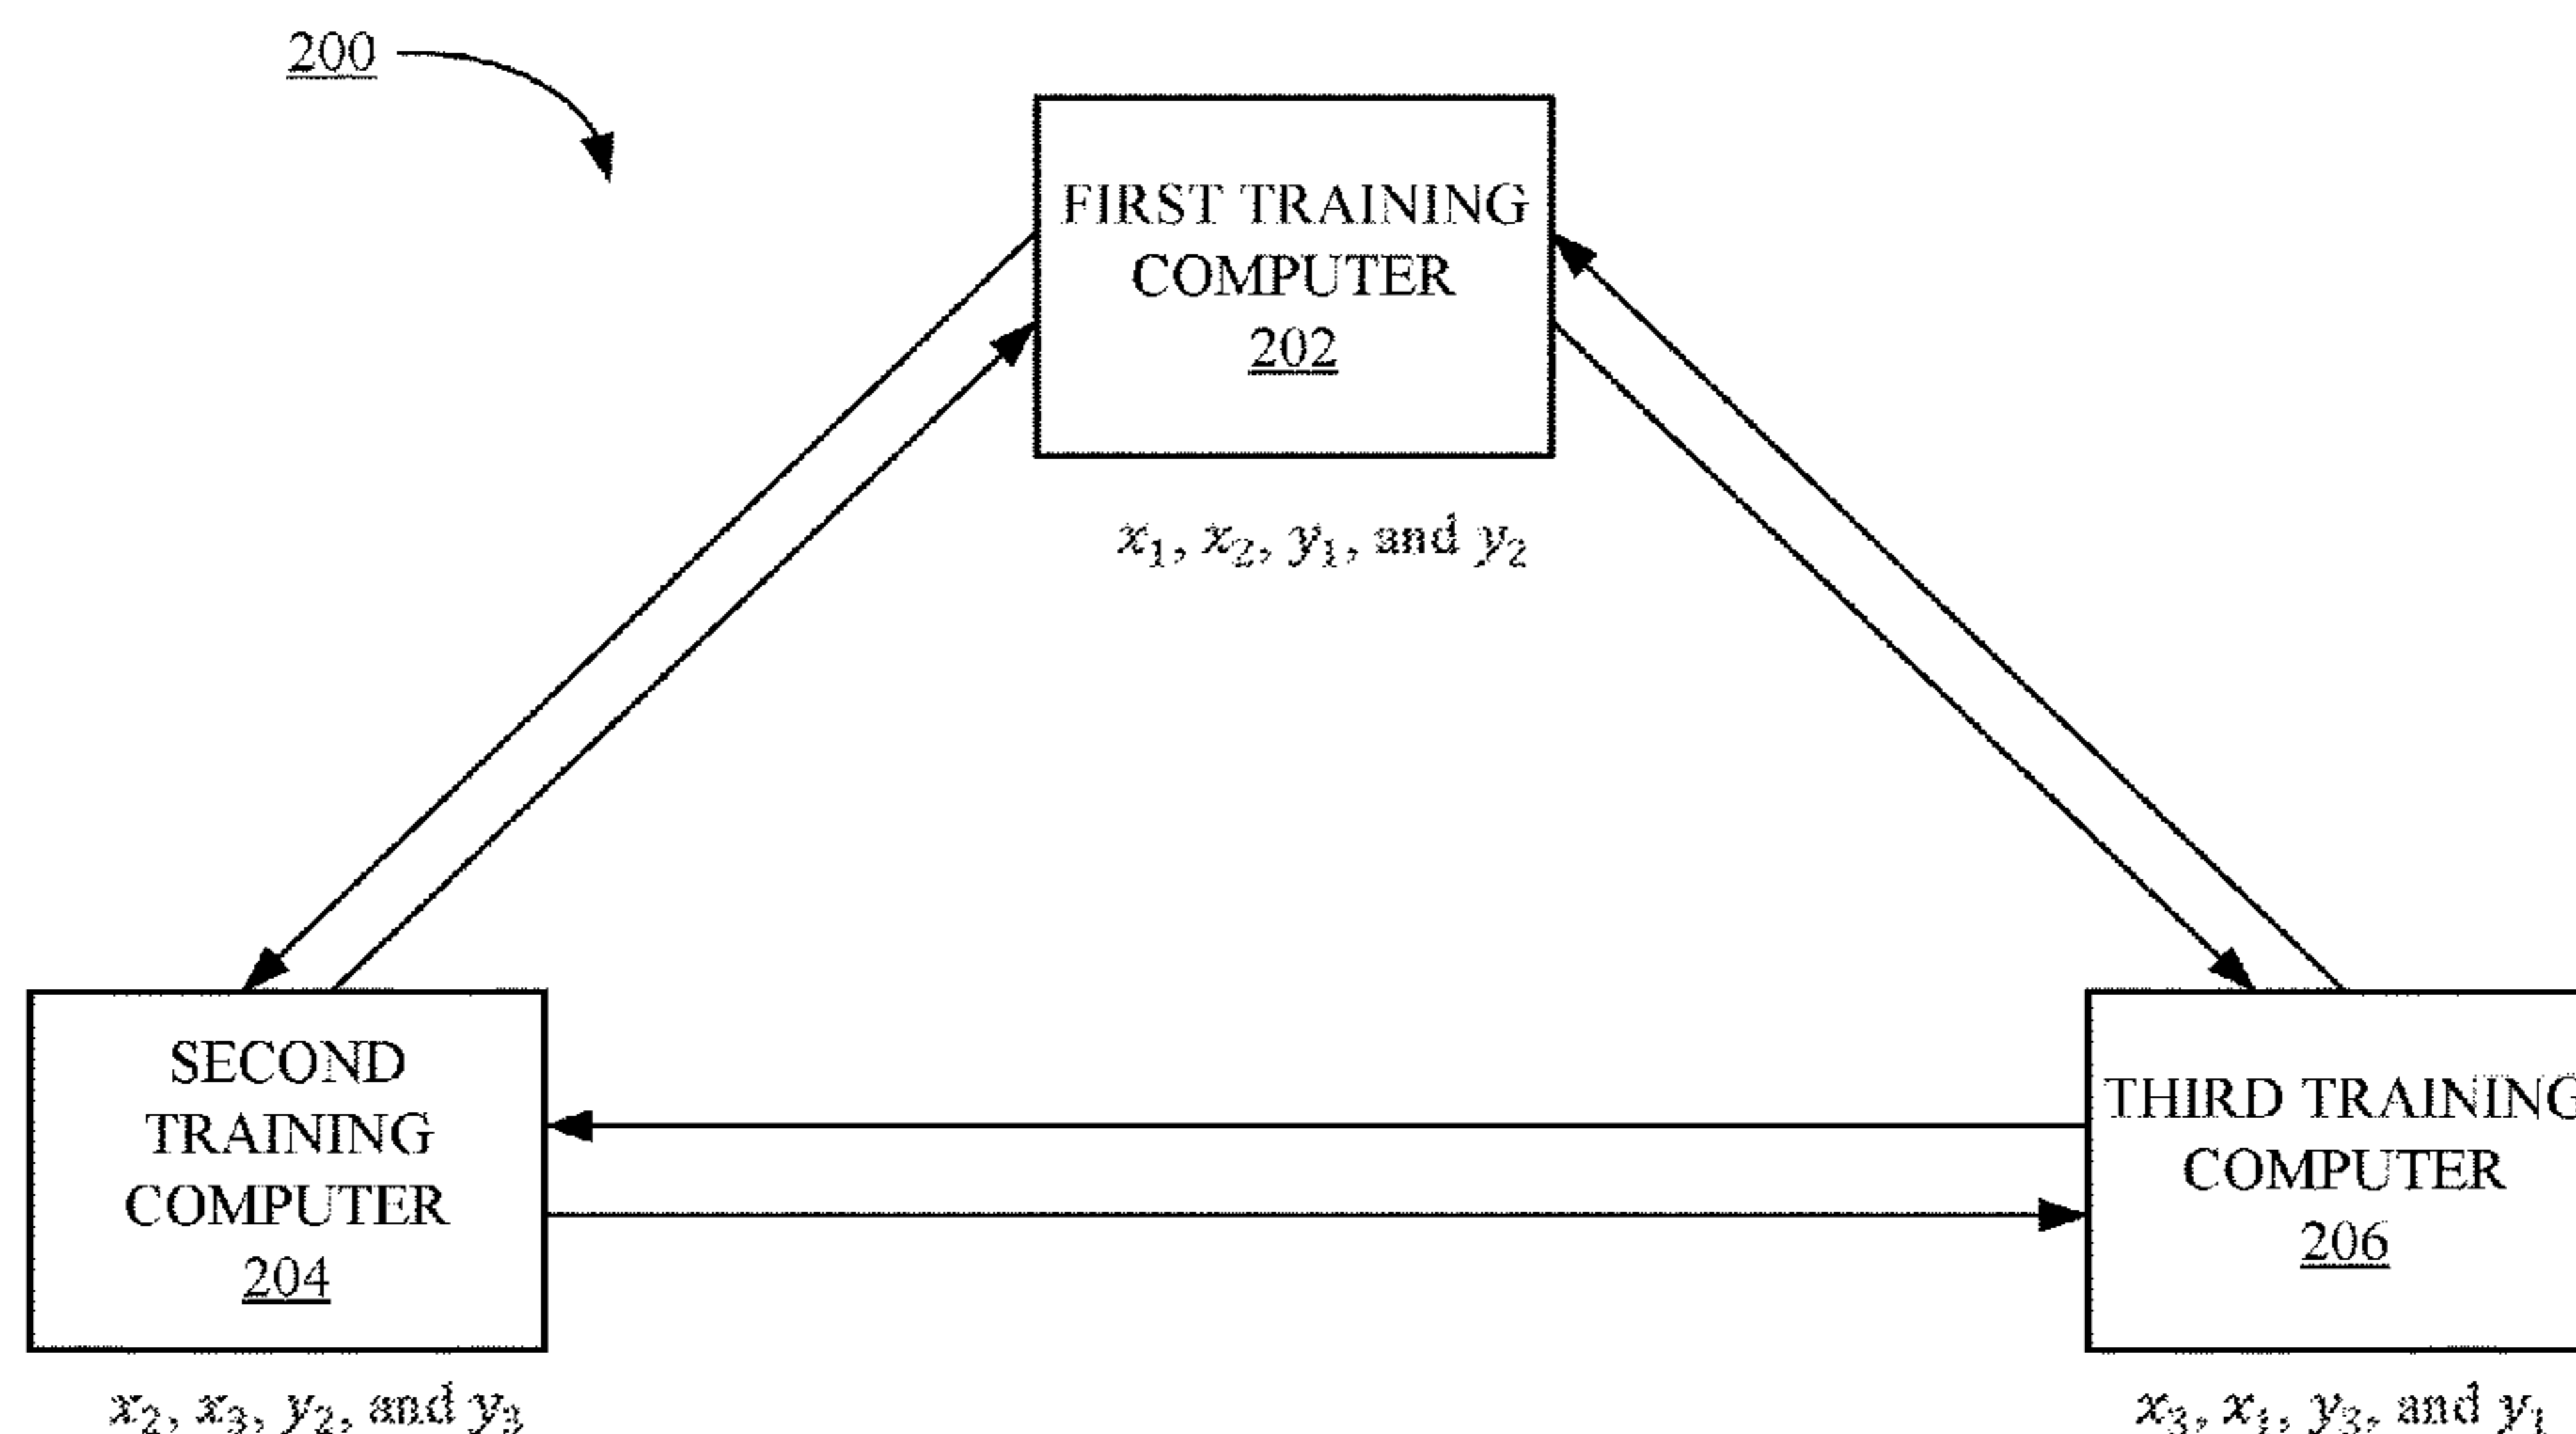 200
FIRST TRAINING
COMPUTER
202
x₁, x₂, y₁, and y₂
SECOND
TRAINING
COMPUTER
204
x₂, x₃, y₂, and y₃
THIRD TRAINING
COMPUTER
206
x₃, x₁, y₃, and y₁